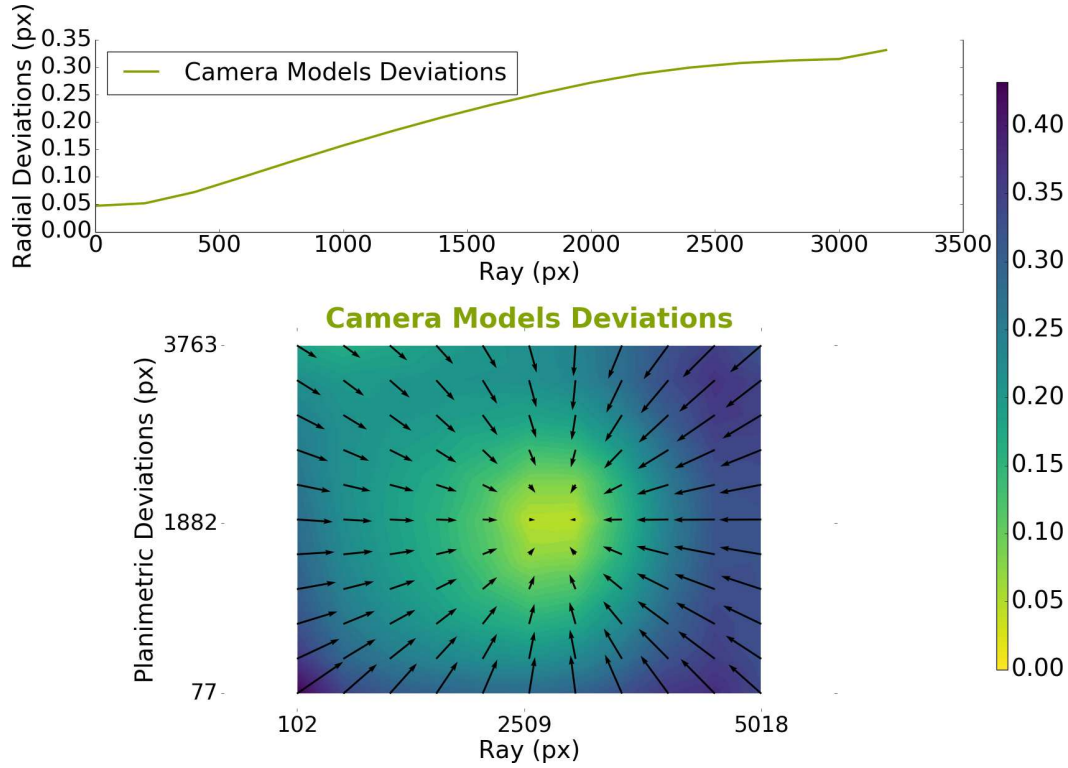 Radial Deviations (px)
0.35
0.30
0.25
0.20
0.15
0.10
0.05
0.00
Camera Models Deviations
0 500 1000 1500 2000 2500 3000 3500
Ray (px)
Camera Models Deviations
Planimetric Deviations (px)
3763
1882
77
102 2509 5018
Ray (px)
0.40
0.35
0.30
0.25
0.20
0.15
0.10
0.05
0.00